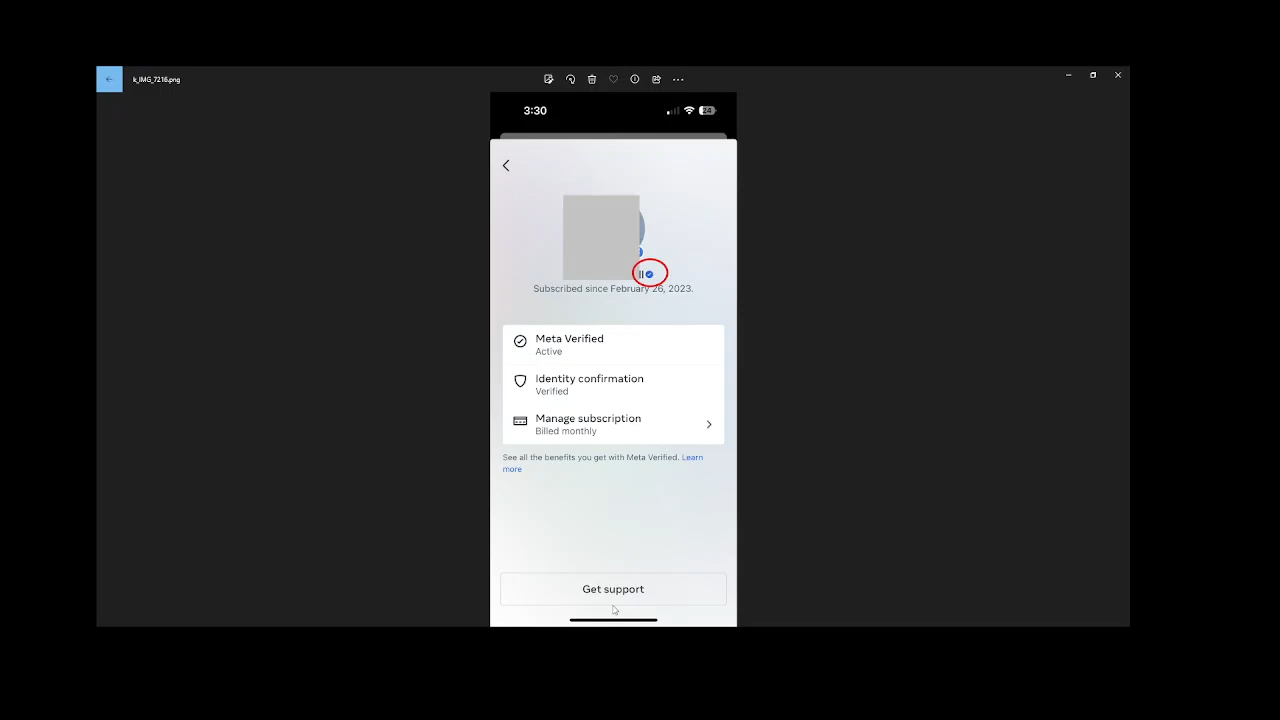 k_IMG_7216.png
3:30
24
Subscribed since February 26, 2023.
Meta Verified
Active
Identity confirmation
Verified
Manage subscription
Billed monthly
See all the benefits you get with Meta Verified. Learn
more
Get support